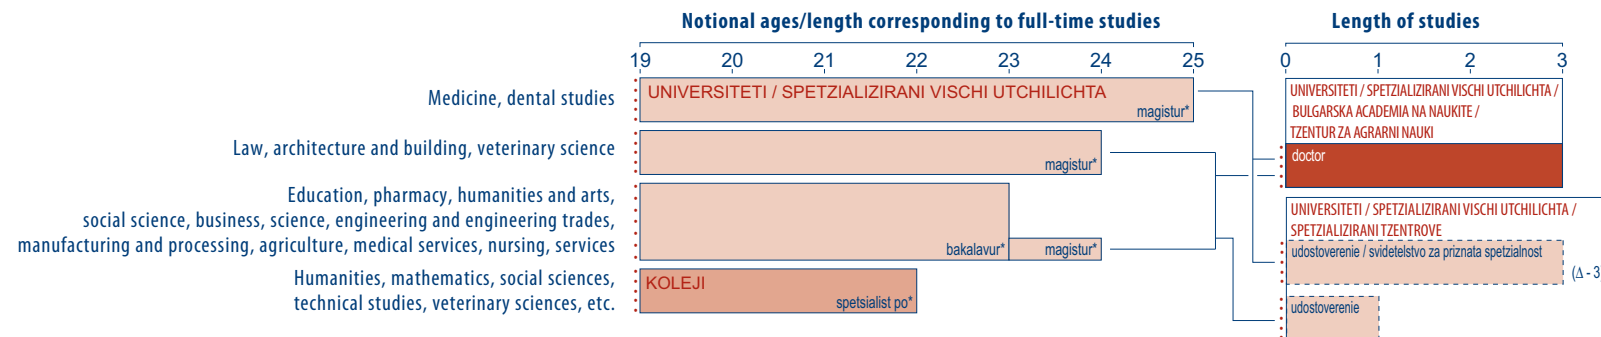 Notional ages/length corresponding to full-time studies
Length of studies
19 20 21 22 23 24 25
0 1 2 3
Medicine, dental studies
UNIVERSITETI / SPETZIALIZIRANI VISCHI UTCHILICHTA
magistur*
Law, architecture and building, veterinary science
magistur*
Education, pharmacy, humanities and arts,
social science, business, science, engineering and engineering trades,
manufacturing and processing, agriculture, medical services, nursing, services
bakalavur*
magistur*
Humanities, mathematics, social sciences,
technical studies, veterinary sciences, etc.
KOLEJI
spetsialist po*
UNIVERSITETI / SPETZIALIZIRANI VISCHI UTCHILICHTA /
BULGARSKA ACADEMIA NA NAUKITE /
TZENTUR ZA AGRARNI NAUKI
doctor
UNIVERSITETI / SPETZIALIZIRANI VISCHI UTCHILICHTA /
SPETZIALIZIRANI TZENTROVE
udostoverenie / svidetelstvo za priznata spetzialnost
(Δ - 3
udostoverenie